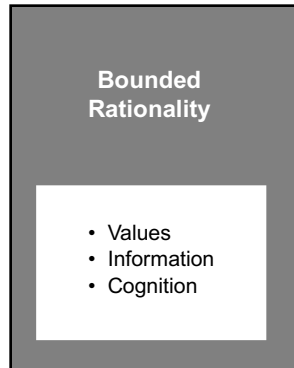 Bounded
Rationality
• Values
• Information
• Cognition